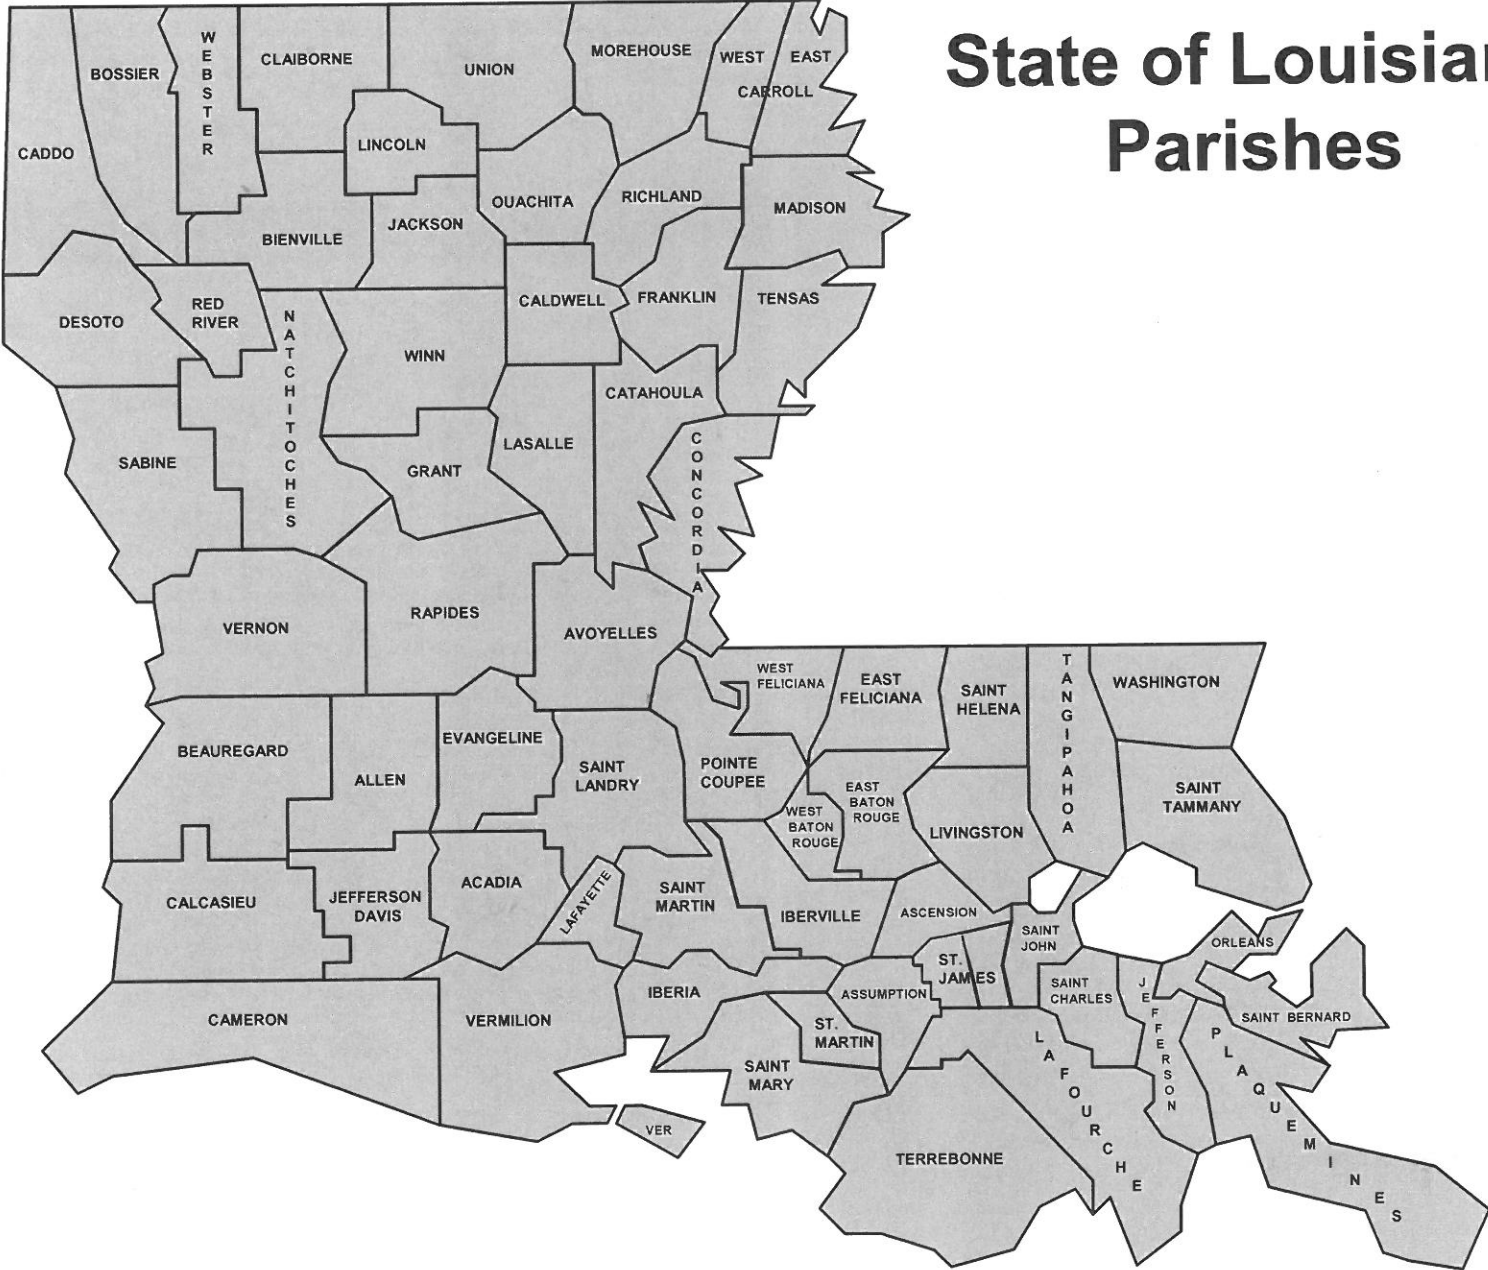 State of Louisian
Parishes
WEBSTER
CLAIBORNE
MOREHOUSE
WEST
EAST
CARROLL
BOSSIER
UNION
CADDO
LINCOLN
OUACHITA
RICHLAND
MADISON
JACKSON
BIENVILLE
RED
RIVER
DESOTO
NATCHITOCHES
CALDWELL
FRANKLIN
TENSAS
WINN
CATAHOULA
SABINE
GRANT
LASALLE
CONCORDIA
VERNON
RAPIDES
AVOYELLES
WEST
FELICIANA
EAST
FELICIANA
SAINT
HELENA
TANGIPAHOA
WASHINGTON
BEAUREGARD
ALLEN
EVANGELINE
SAINT
LANDRY
POINTE
COUPEE
EAST
BATON
ROUGE
WEST
BATON
ROUGE
LIVINGSTON
SAINT
TAMMANY
CALCASIEU
JEFFERSON
DAVIS
ACADIA
LAFAYETTE
SAINT
MARTIN
IBERVILLE
ASCENSION
SAINT
JOHN
ORLEANS
ST.
JAMES
CAMERON
VERMILION
IBERIA
ASSUMPTION
SAINT
CHARLES
JEFFERSON
SAINT BERNARD
ST.
MARTIN
SAINT
MARY
LAFOURCHE
PLAQUEMINES
VER
TERREBONNE